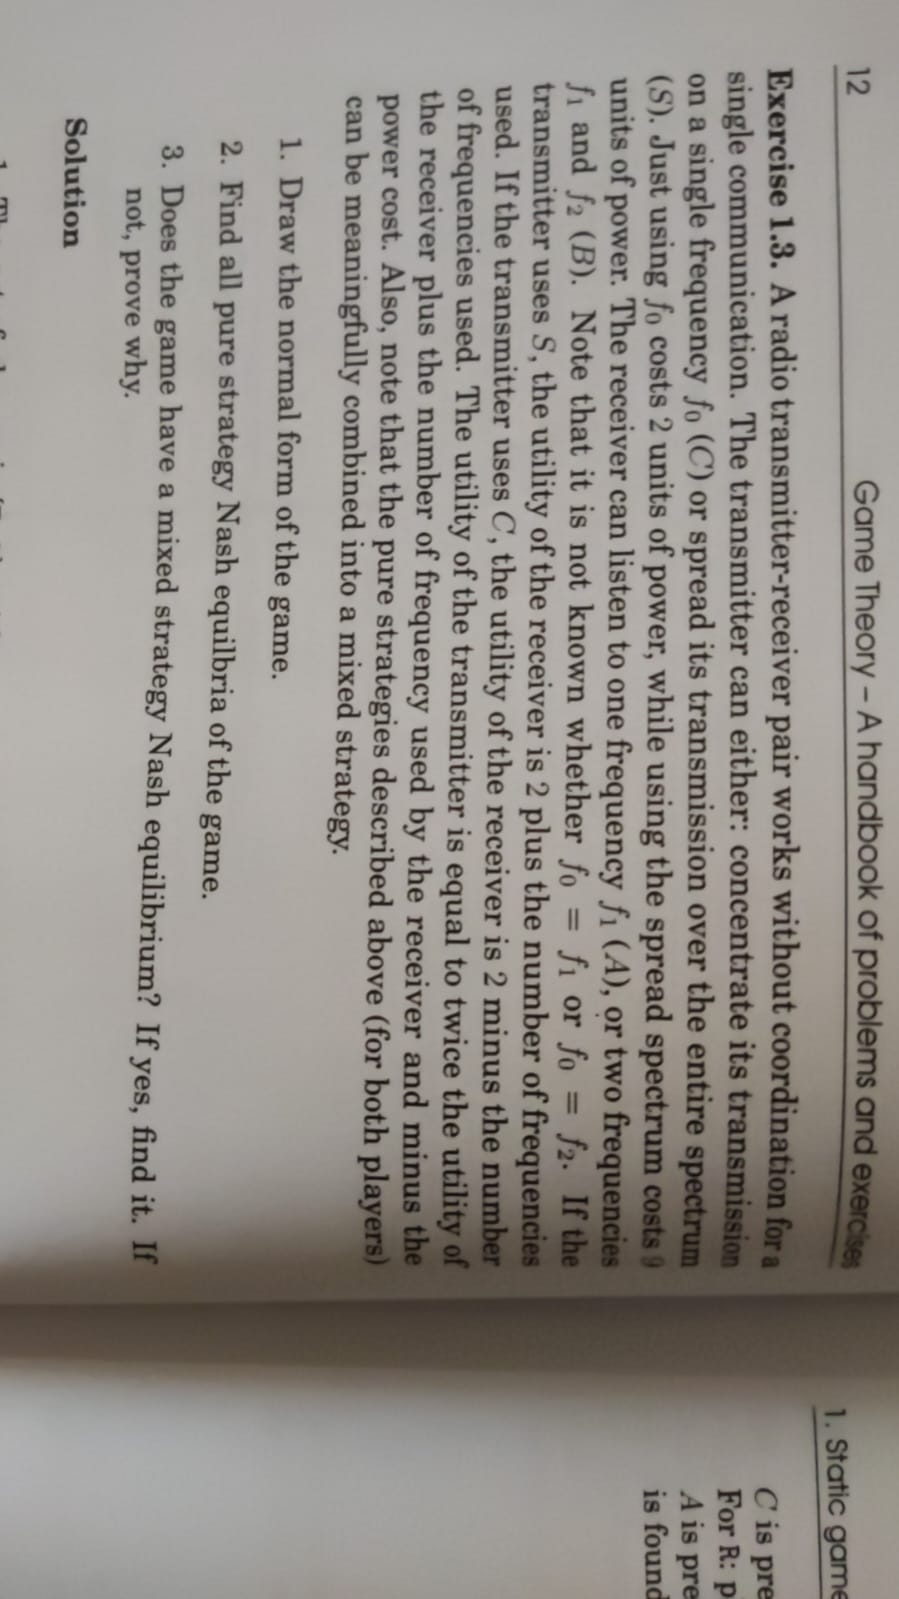 12
Game Theory – A handbook of problems and exercises
Exercise 1.3. A radio transmitter-receiver pair works without coordination for a
single communication. The transmitter can either: concentrate its transmission
on a single frequency f₀ (C) or spread its transmission over the entire spectrum
(S). Just using f₀ costs 2 units of power, while using the spread spectrum costs 9
units of power. The receiver can listen to one frequency f₁ (A), or two frequencies
f₁ and f₂ (B). Note that it is not known whether f₀ = f₁ or f₀ = f₂. If the
transmitter uses S, the utility of the receiver is 2 plus the number of frequencies
used. If the transmitter uses C, the utility of the receiver is 2 minus the number
of frequencies used. The utility of the transmitter is equal to twice the utility of
the receiver plus the number of frequency used by the receiver and minus the
power cost. Also, note that the pure strategies described above (for both players)
can be meaningfully combined into a mixed strategy.
1. Draw the normal form of the game.
2. Find all pure strategy Nash equilbria of the game.
3. Does the game have a mixed strategy Nash equilibrium? If yes, find it. If
not, prove why.
Solution
1. Static game
C is pre
For R: p
A is pre
is found